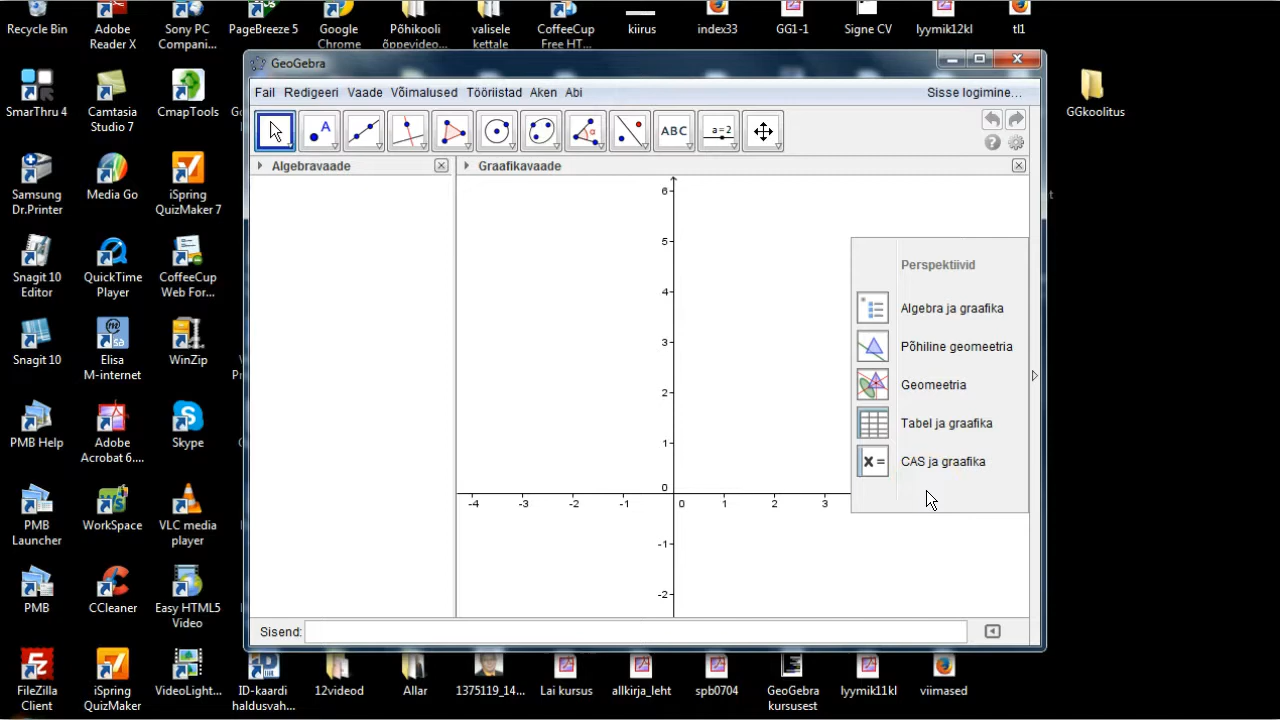 Recycle Bin
Adobe
Reader X
Sony PC
Compani...
PageBreeze 5
Google
Chrome
Põhikooli
õppevideo...
valisele
kettale
CoffeeCup
Free HT...
kiirus
index33
GG1-1
Signe CV
lyymik12kl
tl1
GeoGebra
Fail Redigeeri Vaade Võimalused Tööriistad Aken Abi
Sisse logimine...
A
α
ABC
a=2
Algebravaade
Graafikavaade
6
5
4
3
2
1
0
-1
-2
-4 -3 -2 -1 0 1 2 3
Perspektiivid
Algebra ja graafika
Põhiline geomeetria
Geomeetria
Tabel ja graafika
X =
CAS ja graafika
Sisend:
GGkoolitus
SmarThru 4
Camtasia
Studio 7
CmapTools
Samsung
Dr.Printer
Media Go
iSpring
QuizMaker 7
Snagit 10
Editor
QuickTime
Player
CoffeeCup
Web For...
Snagit 10
Elisa
M-internet
WinZip
PMB Help
Adobe
Acrobat 6....
Skype
PMB
Launcher
WorkSpace
VLC media
player
PMB
CCleaner
Easy HTML5
Video
FileZilla
Client
iSpring
QuizMaker
VideoLight...
ID-kaardi
haldusvah...
12videod
Allar
1375119_14...
Lai kursus
allkirja_leht
spb0704
GeoGebra
kursusest
lyymik11kl
viimased